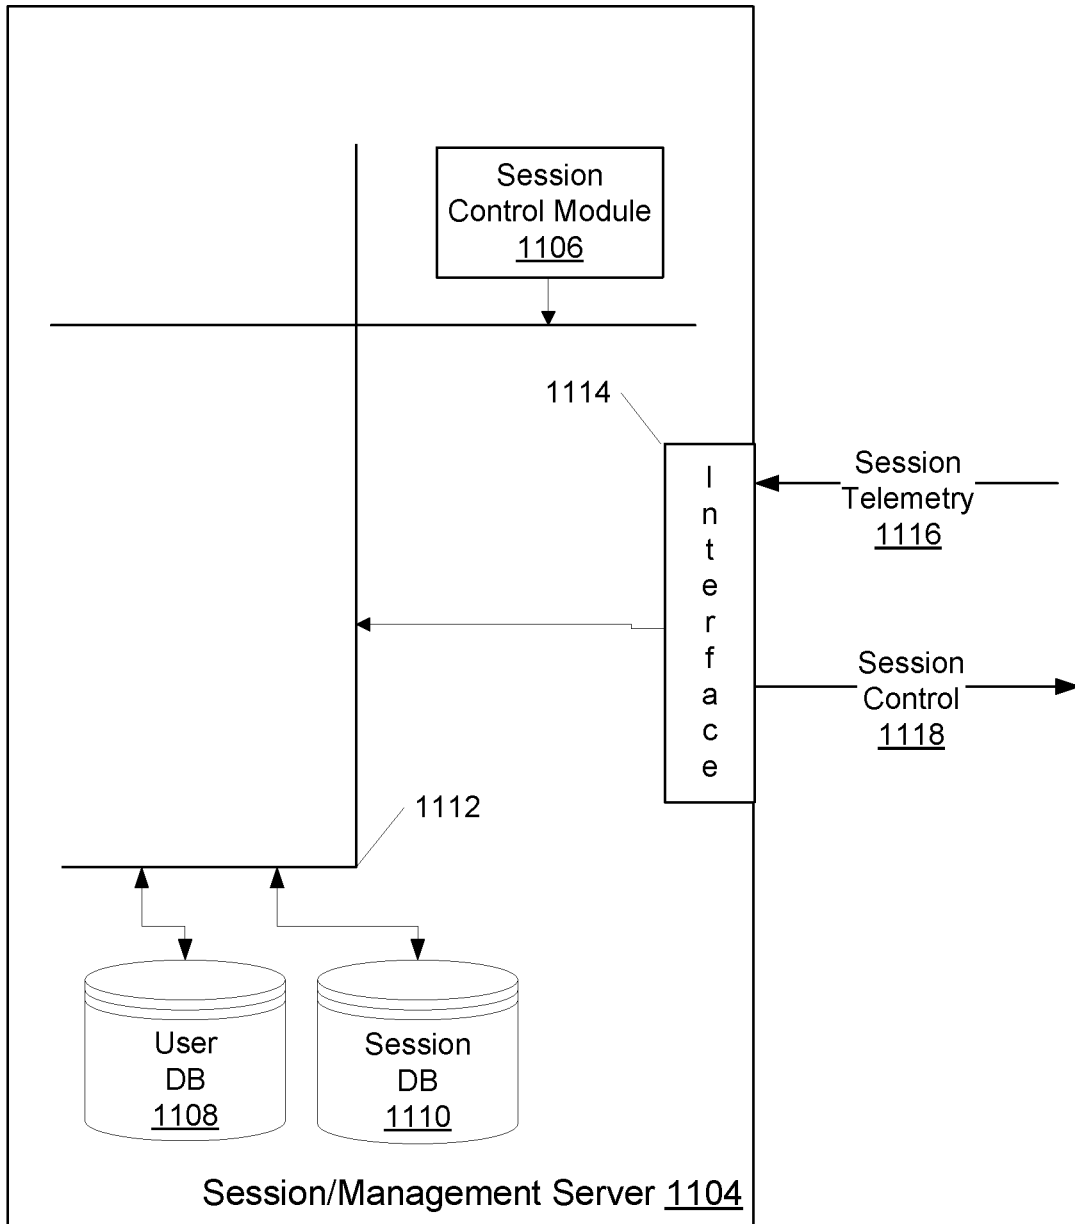 Session
Control Module
1106
1114
Interface
Session
Telemetry
1116
Session
Control
1118
1112
User
DB
1108
Session
DB
1110
Session/Management Server 1104